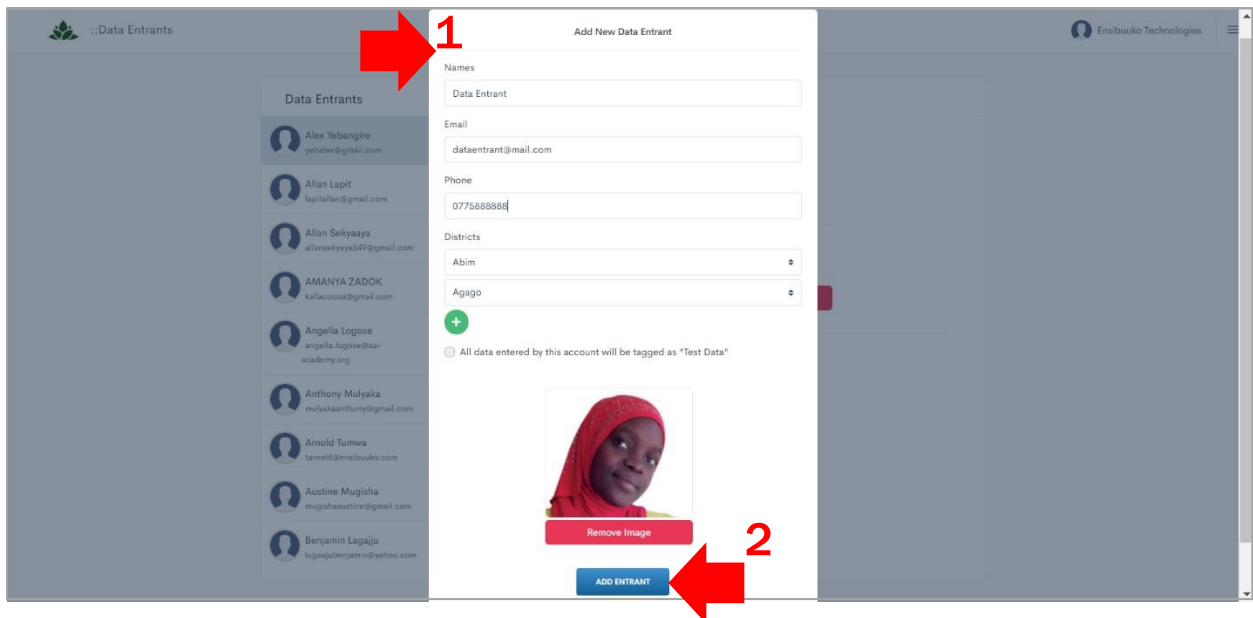 ::Data Entrants
Ensibuuko Technologies
1
Add New Data Entrant
Names
Data Entrant
Email
dataentrant@mail.com
Phone
0775888888
Districts
Abim
Agago
+
All data entered by this account will be tagged as "Test Data"
Remove Image
2
ADD ENTRANT
Data Entrants
Alex Yebangire
yebalex@gmail.com
Allan Lapit
lapitallan@gmail.com
Allan Sekyaaya
allansekyaya549@gmail.com
AMANYA ZADOK
kallacocoa@gmail.com
Angella Logose
angella.logose@aa-
academy.org
Anthony Mulyaka
mulyakaanthony@gmail.com
Arnold Tumwa
tarnold@ensibuuko.com
Austine Mugisha
mugishaaustine@gmail.com
Benjamin Lagajju
lugaajubenjamin@yahoo.com